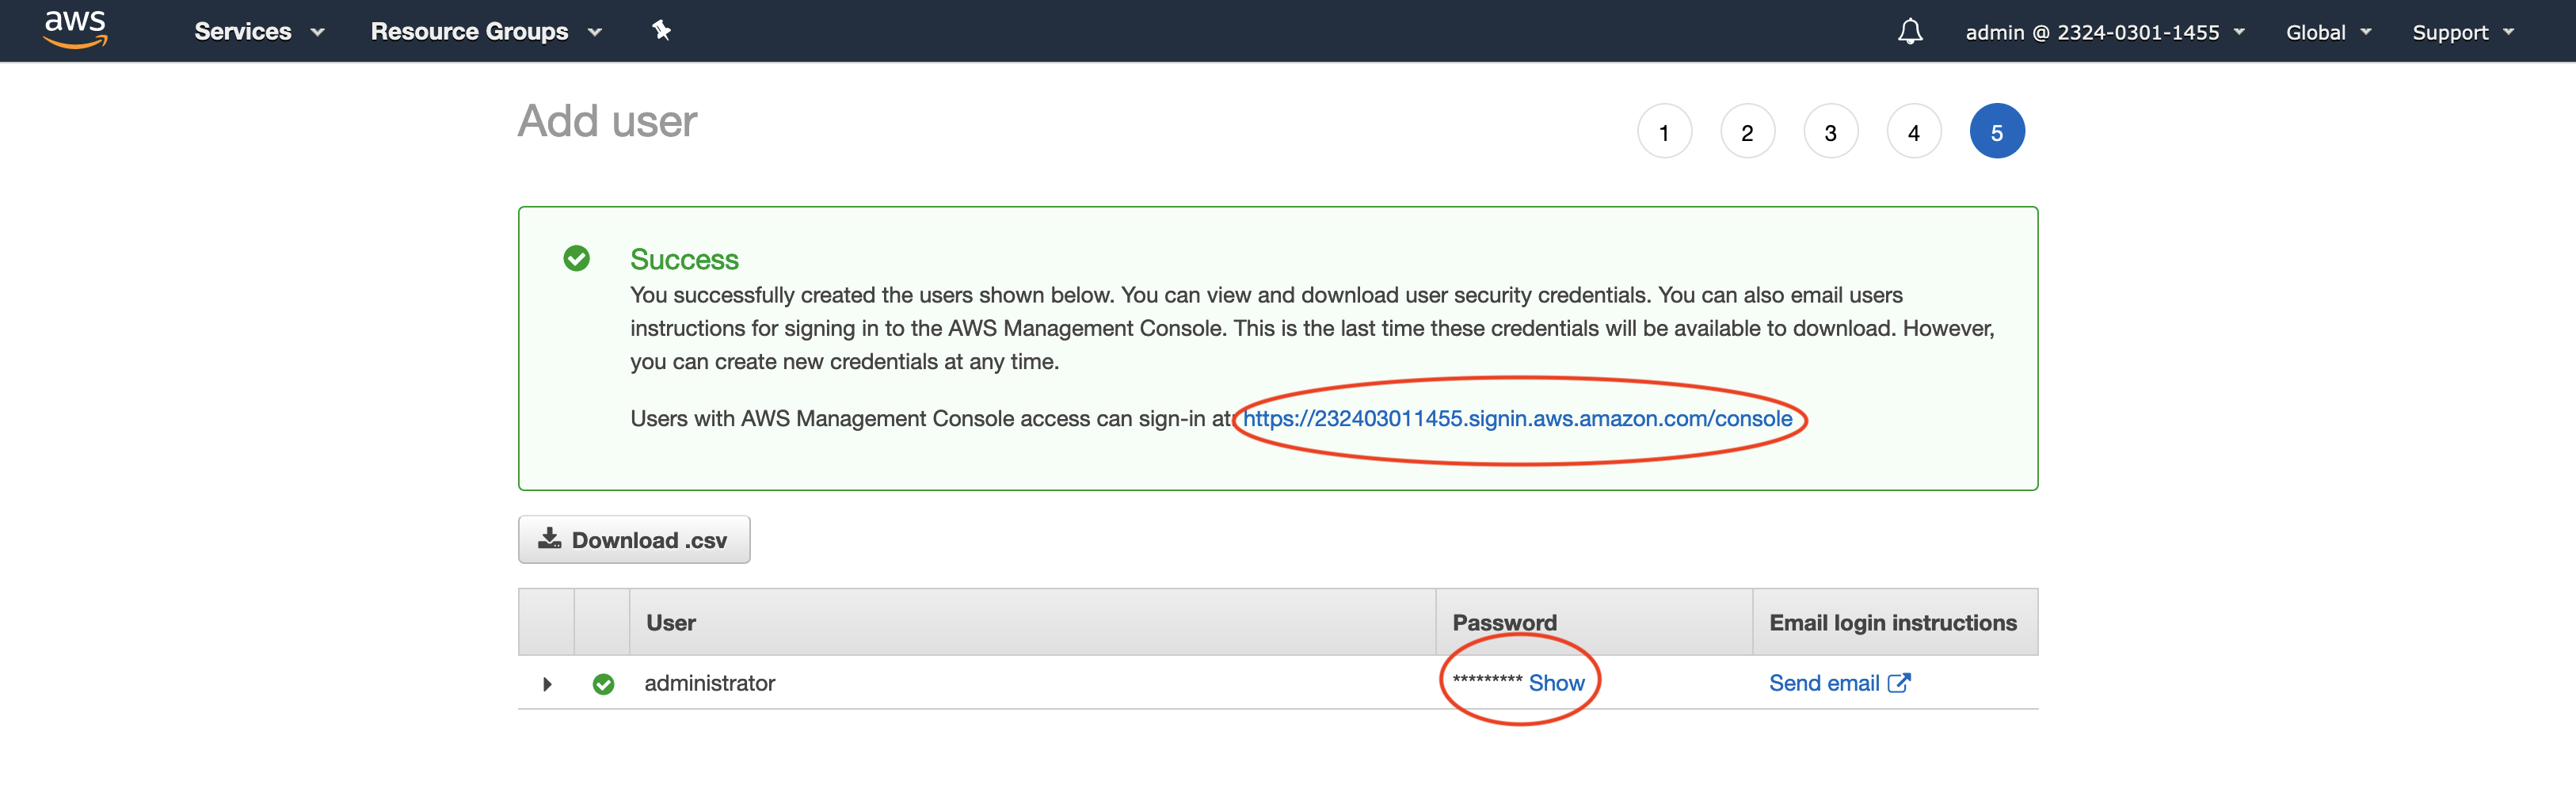 aws
Services
Resource Groups
admin @ 2324-0301-1455
Global
Support
Add user
1
2
3
4
5
Success
You successfully created the users shown below. You can view and download user security credentials. You can also email users
instructions for signing in to the AWS Management Console. This is the last time these credentials will be available to download. However,
you can create new credentials at any time.
Users with AWS Management Console access can sign-in at: https://232403011455.signin.aws.amazon.com/console
Download .csv
User
Password
Email login instructions
administrator
********* Show
Send email